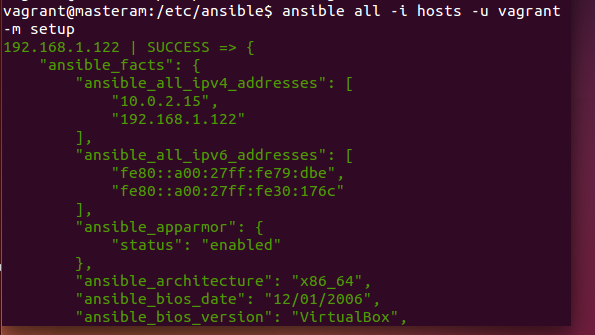 vagrant@masteram:/etc/ansible$ ansible all -i hosts -u vagrant
-m setup
192.168.1.122 | SUCCESS => {
    "ansible_facts": {
        "ansible_all_ipv4_addresses": [
            "10.0.2.15",
            "192.168.1.122"
        ],
        "ansible_all_ipv6_addresses": [
            "fe80::a00:27ff:fe79:dbe",
            "fe80::a00:27ff:fe30:176c"
        ],
        "ansible_apparmor": {
            "status": "enabled"
        },
        "ansible_architecture": "x86_64",
        "ansible_bios_date": "12/01/2006",
        "ansible_bios_version": "VirtualBox",